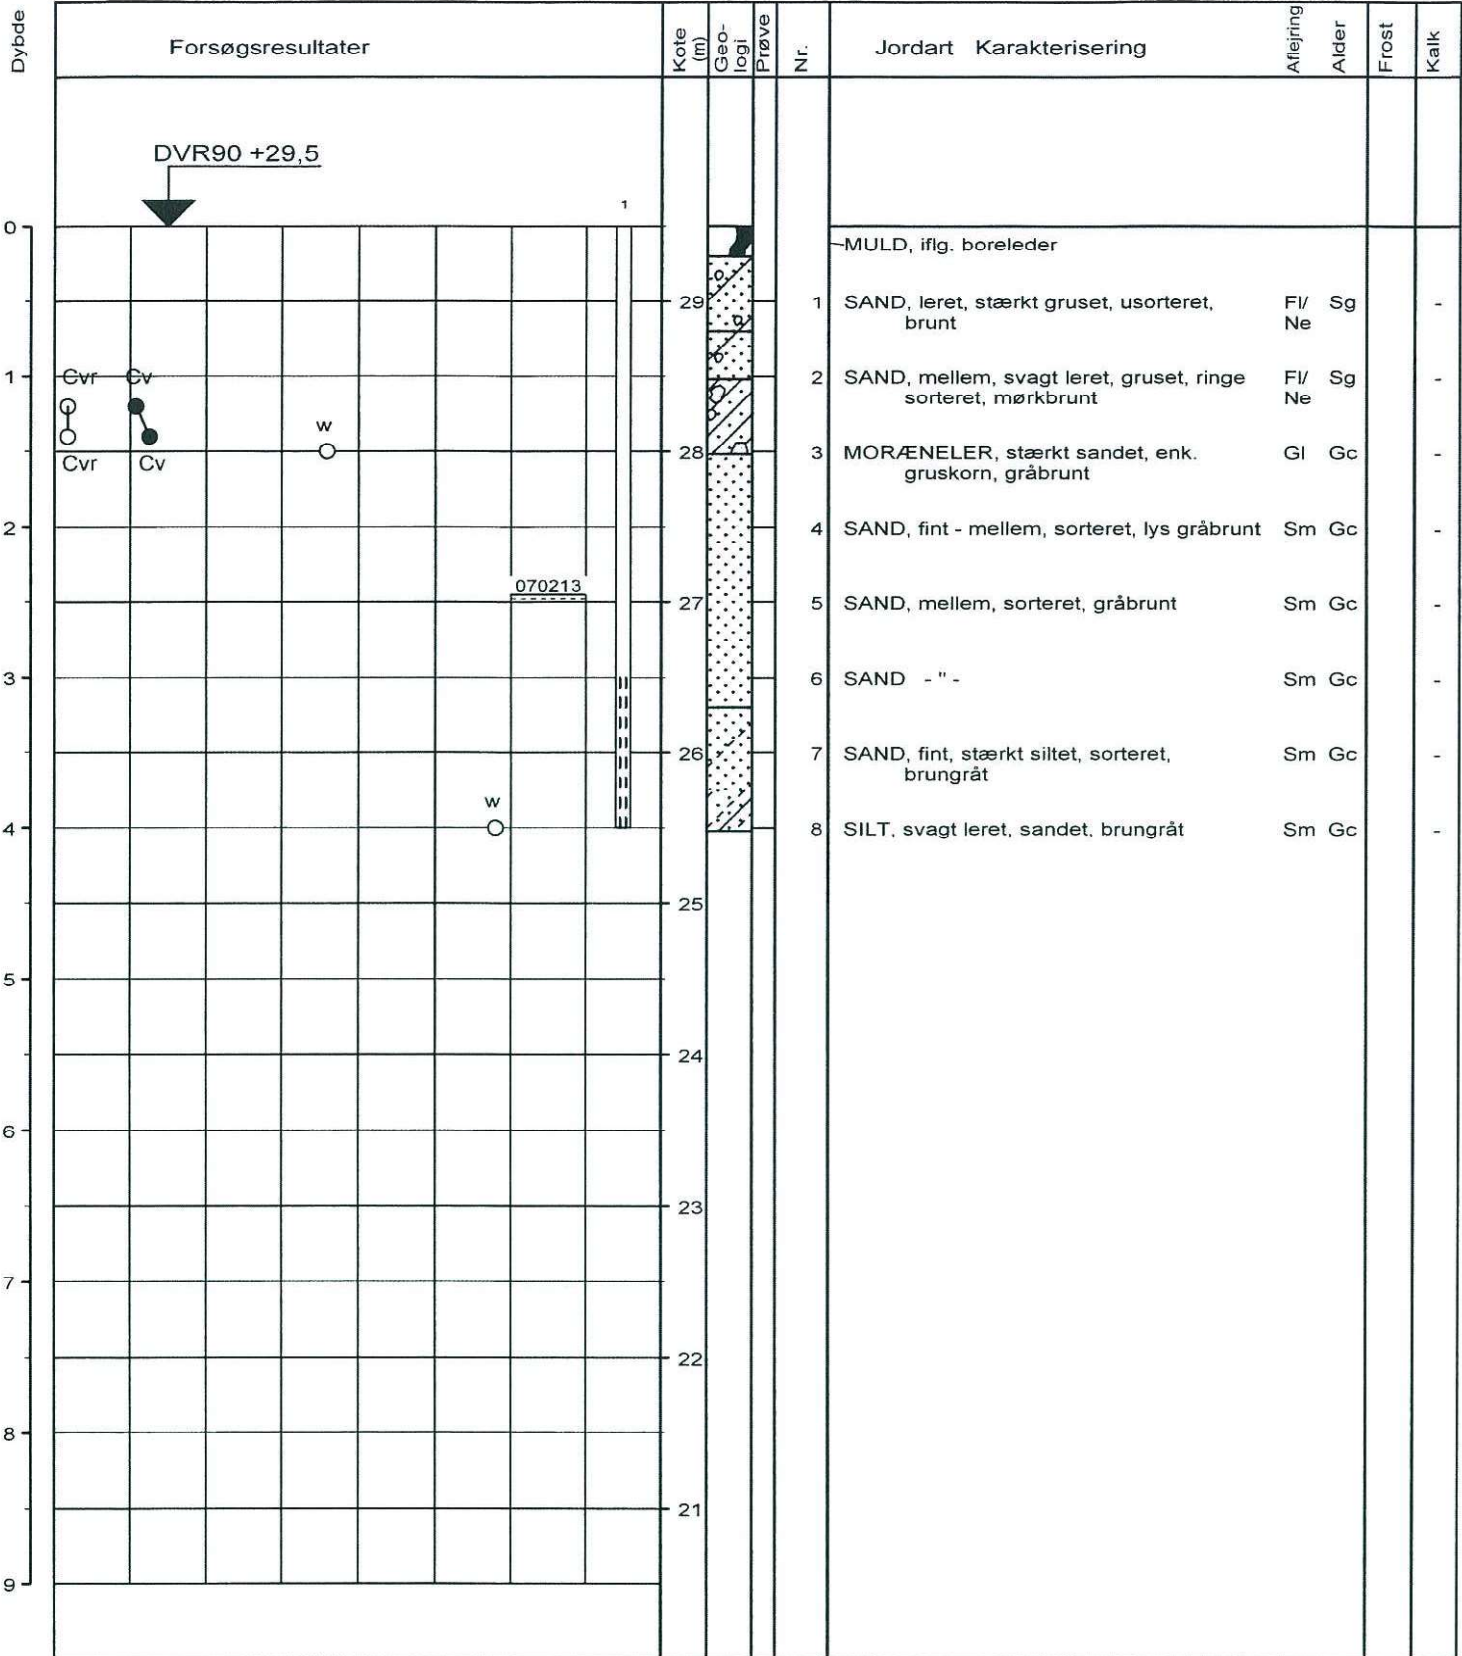 Dybde
Forsøgsresultater
Kote (m)
Geo-
logi
Prøve
Nr.
Jordart Karakterisering
Aflejring
Alder
Frost
Kalk
DVR90 +29,5
1
0
MULD, iflg. boreleder
29
1 SAND, leret, stærkt gruset, usorteret, Fl/ Sg -
brunt Ne
1 Cvr Cv
2 SAND, mellem, svagt leret, gruset, ringe Fl/ Sg -
sorteret, mørkbrunt Ne
w
28
3 MORÆNELER, stærkt sandet, enk. Gl Gc -
Cvr Cv
gruskorn, gråbrunt
2
4 SAND, fint - mellem, sorteret, lys gråbrunt Sm Gc -
070213
27
5 SAND, mellem, sorteret, gråbrunt Sm Gc -
3
6 SAND - " - Sm Gc -
26
7 SAND, fint, stærkt siltet, sorteret, Sm Gc -
brungråt
w
4
8 SILT, svagt leret, sandet, brungråt Sm Gc -
25
5
24
6
23
7
22
8
21
9